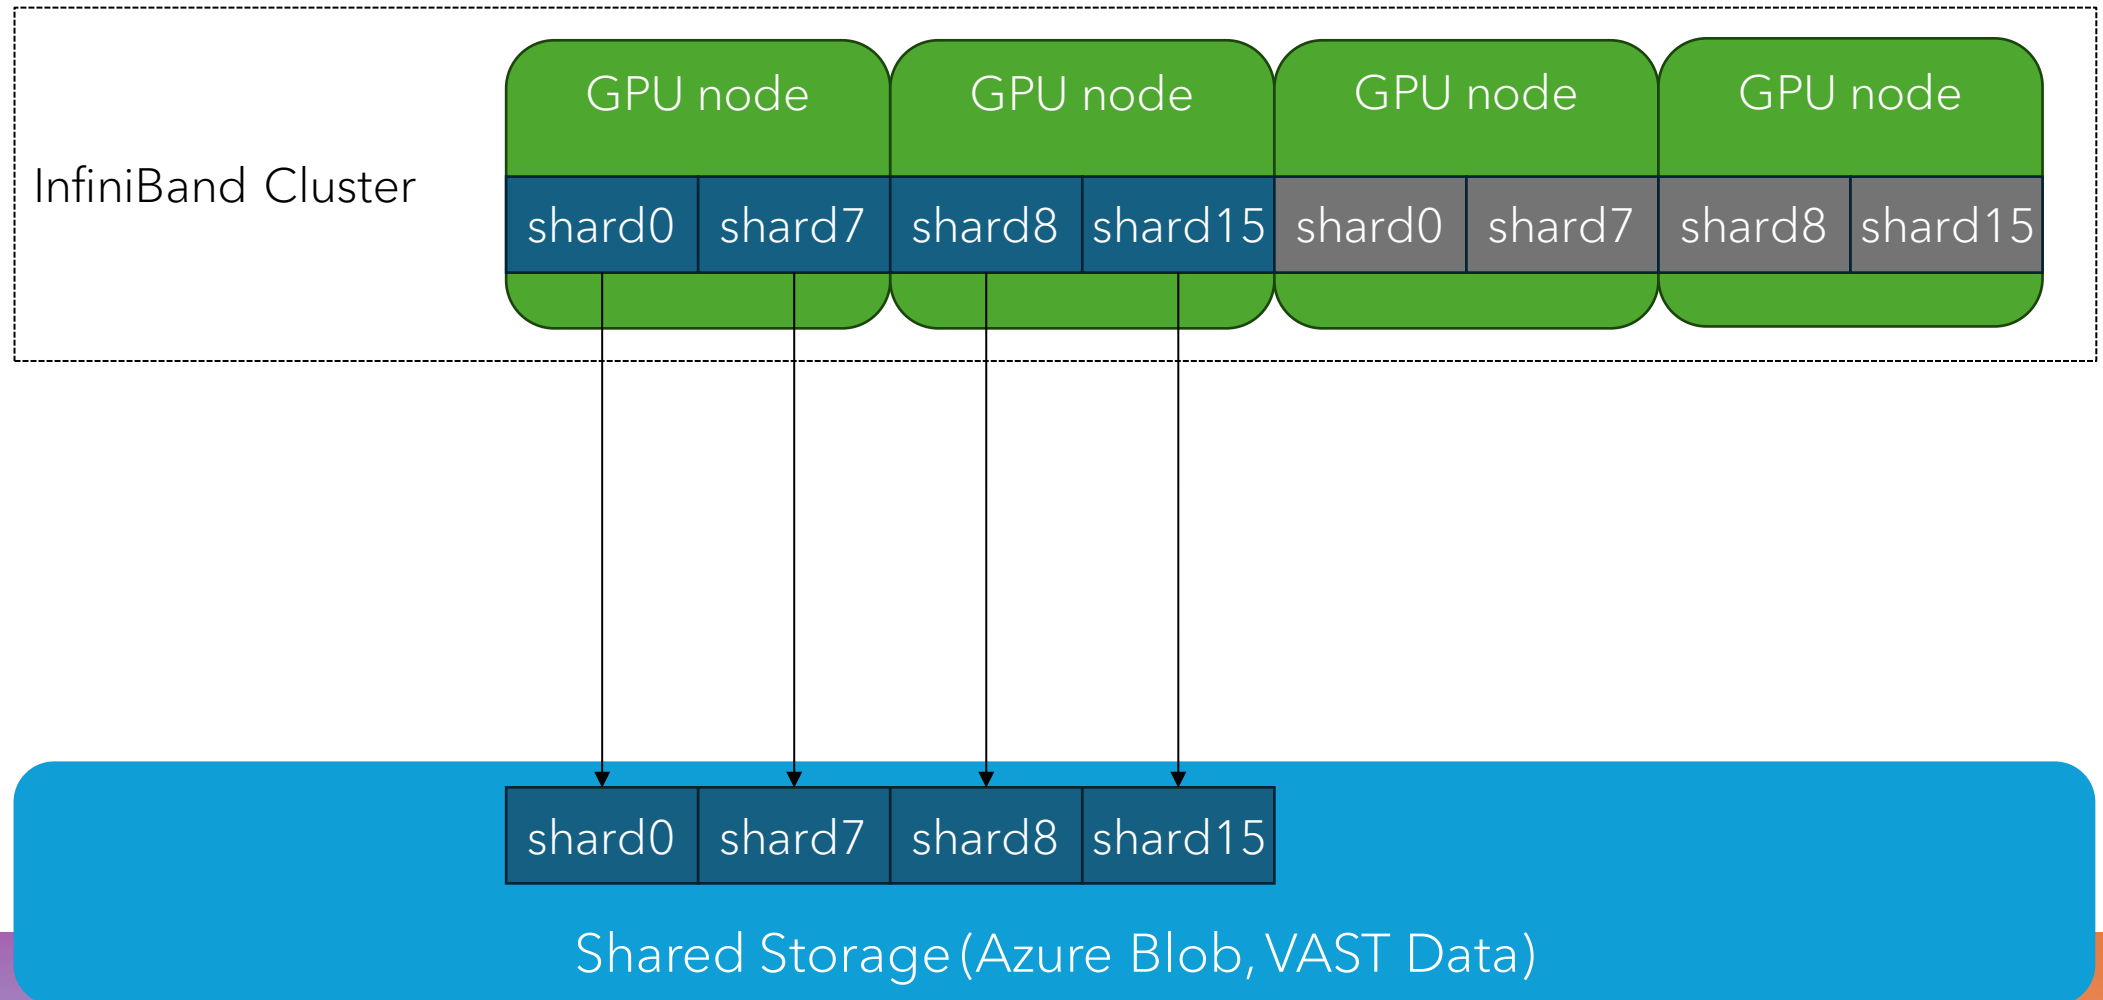 GPU node
GPU node
GPU node
GPU node
InfiniBand Cluster
shard0
shard7
shard8
shard15
shard0
shard7
shard8
shard15
shard0
shard7
shard8
shard15
Shared Storage (Azure Blob, VAST Data)